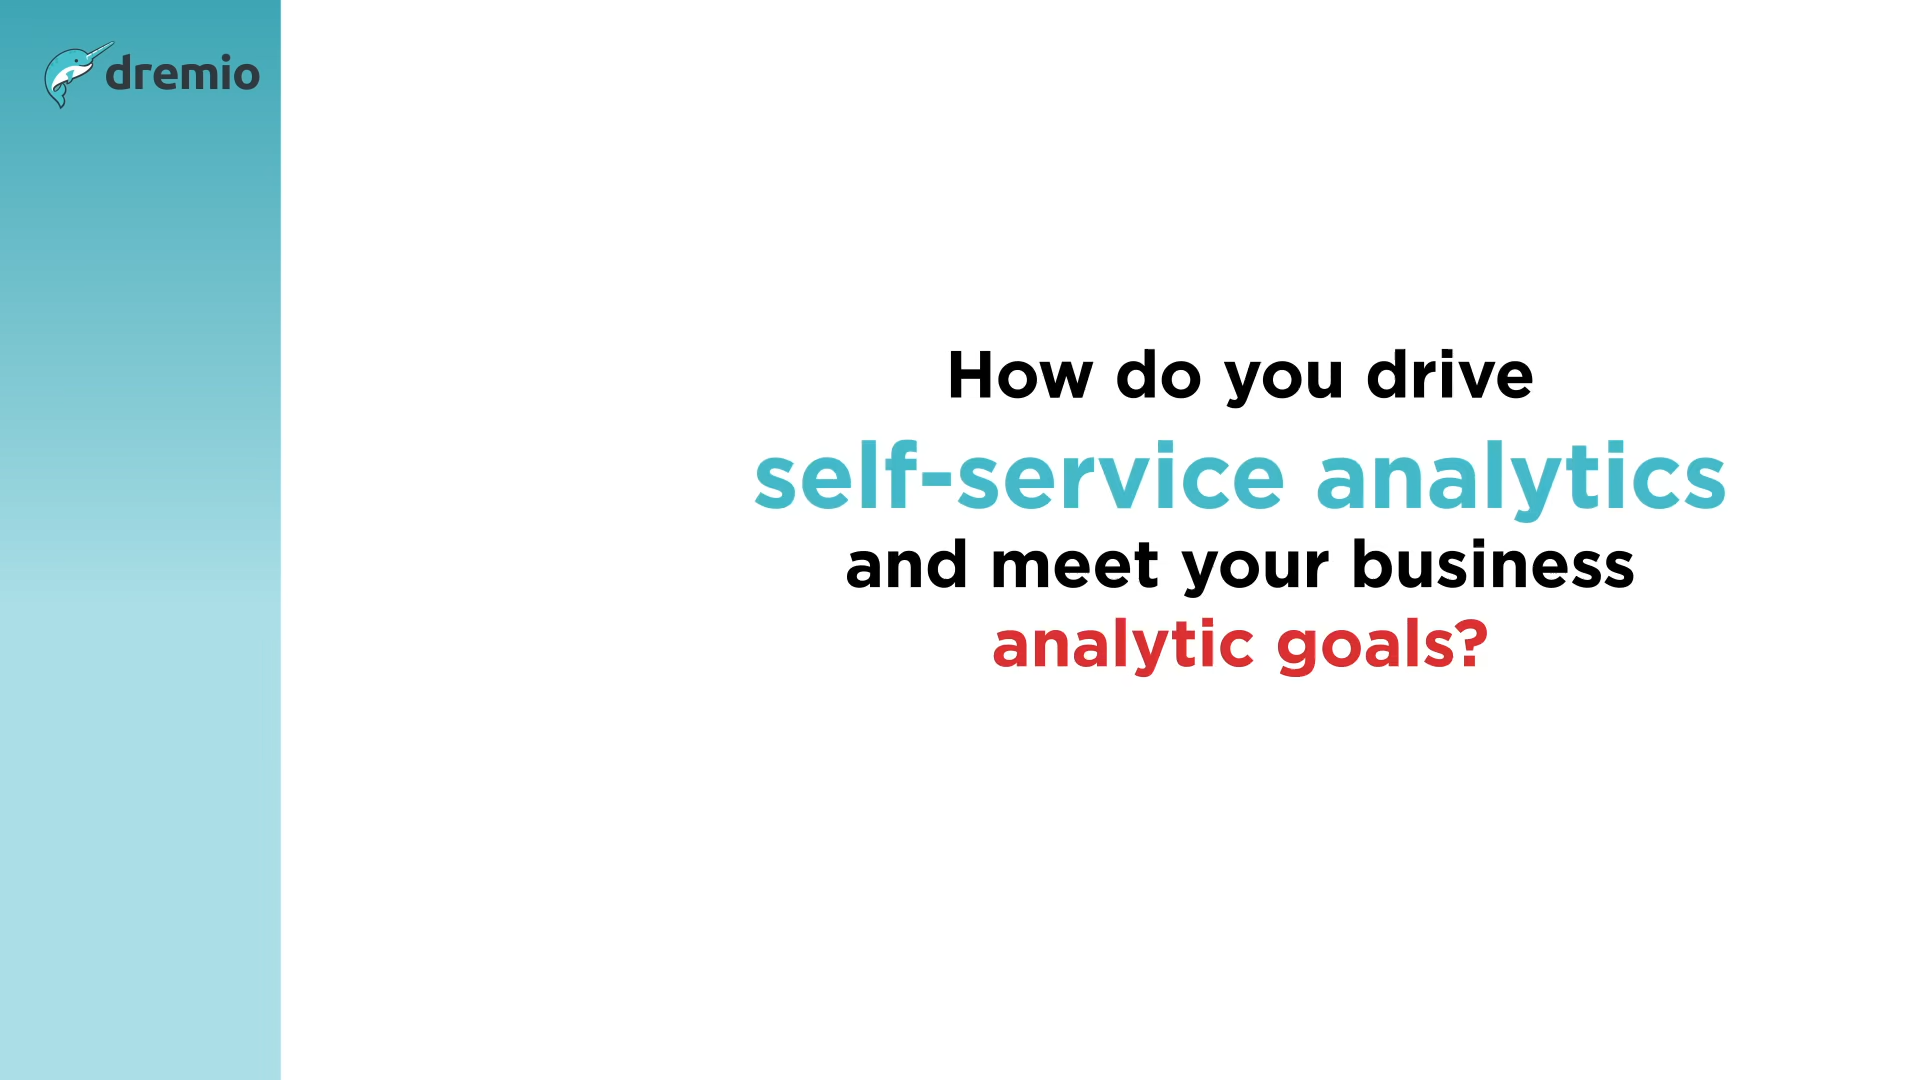 dremio
How do you drive
self-service analytics
and meet your business
analytic goals?